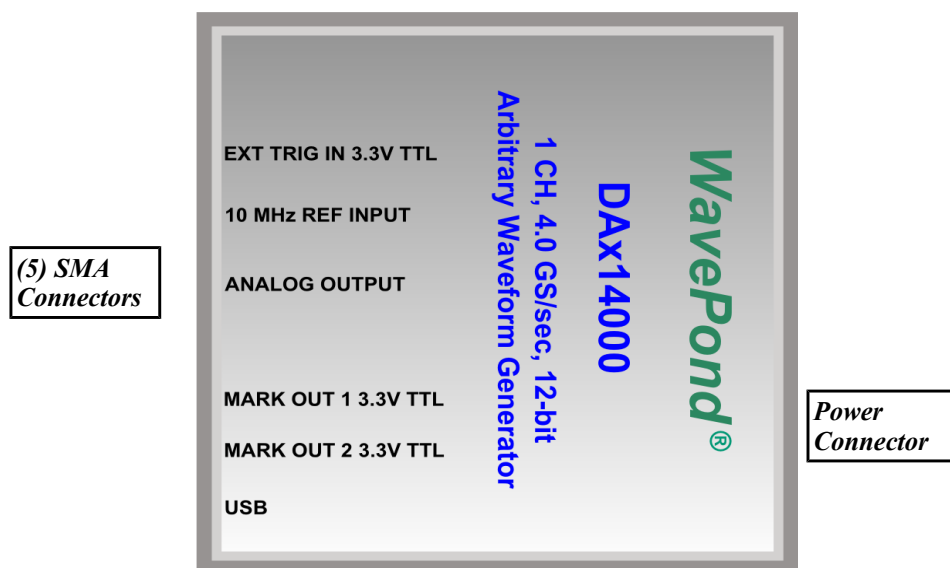 (5) SMA
Connectors
EXT TRIG IN 3.3V TTL
10 MHz REF INPUT
ANALOG OUTPUT
MARK OUT 1 3.3V TTL
MARK OUT 2 3.3V TTL
USB
WavePond®
DAx14000
1 CH, 4.0 GS/sec, 12-bit
Arbitrary Waveform Generator
Power
Connector